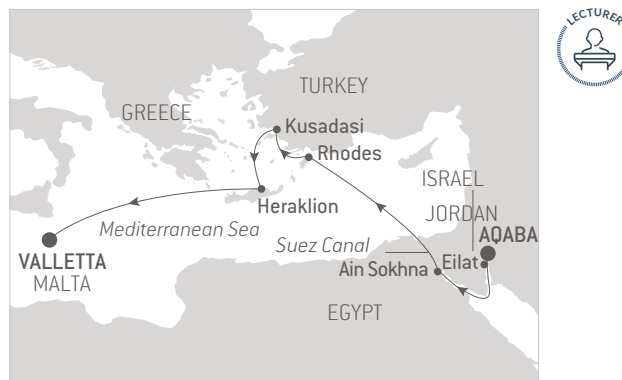 LECTURER
TURKEY
GREECE
Kusadasi
Rhodes
ISRAEL
Heraklion
JORDAN
Mediterranean Sea
AQABA
Suez Canal
VALLETTA
Ain Sokhna
Eilat
MALTA
EGYPT